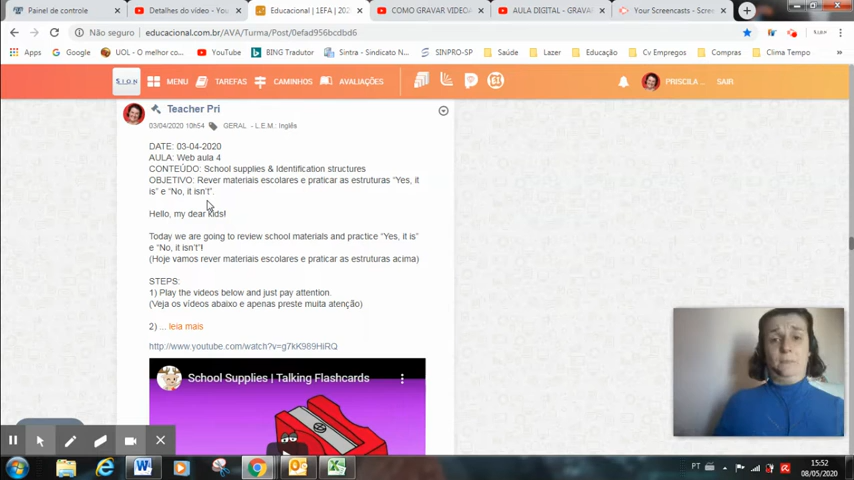 Painel de controle
Detalhes do vídeo - YouTub
Educacional | 1EFA | 202
COMO GRAVAR VIDEOA
AULA DIGITAL - GRAVAN
Your Screencasts - Screen
Não seguro | educacional.com.br/AVA/Turma/Post/0efad956bcdbd6
Apps
Google
UOL - O melhor co...
YouTube
BING Tradutor
Sintra - Sindicato N...
SINPRO-SP
Saúde
Lazer
Educação
Cv Empregos
Compras
Clima Tempo
S.I.O.N
MENU
TAREFAS
CAMINHOS
AVALIAÇÕES
PRISCILA ...
SAIR
Teacher Pri
03/04/2020 10h54 GERAL - L.E.M.: Inglês
DATE: 03-04-2020
AULA: Web aula 4
CONTEÚDO: School supplies & Identification structures
OBJETIVO: Rever materiais escolares e praticar as estruturas "Yes, it
is" e "No, it isn't".
Hello, my dear kids!
Today we are going to review school materials and practice "Yes, it is"
e "No, it isn't"!
(Hoje vamos rever materiais escolares e praticar as estruturas acima)
STEPS:
1) Play the videos below and just pay attention.
(Veja os vídeos abaixo e apenas preste muita atenção)
2) ... leia mais
http://www.youtube.com/watch?v=g7kK989HiRQ
School Supplies | Talking Flashcards
PT
15:52
08/05/2020